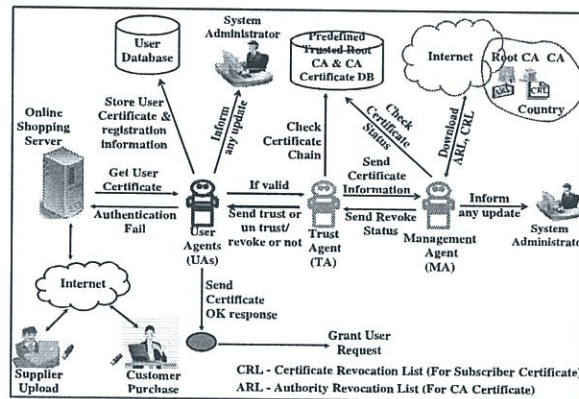 User
Database
System
Administrator
Predefined
Trusted Root
CA & CA
Certificate DB
Internet
Root CA
CA
ARL
CRL
Country
Online
Shopping
Server
Store User
Certificate &
registration
information
Inform
any update
Check
Certificate
Chain
Check
Certificate
Status
Download
ARL, CRL
Get User
Certificate
Authentication
Fail
If valid
Send trust or
un trust/
revoke or not
Send
Certificate
Information
Send Revoke
Status
Inform
any update
User
Agents
(UAs)
Trust
Agent
(TA)
Management
Agent
(MA)
System
Administrator
Internet
Send
Certificate
OK response
Grant User
Request
Supplier
Upload
Customer
Purchase
CRL - Certificate Revocation List (For Subscriber Certificate)
ARL - Authority Revocation List (For CA Certificate)